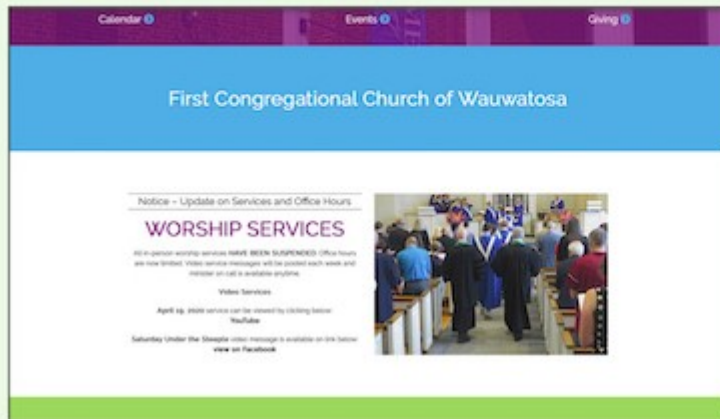 Calendar
Events
Giving
First Congregational Church of Wauwatosa
Notice – Update on Services and Office Hours
WORSHIP SERVICES
All in-person worship services HAVE BEEN SUSPENDED. Office hours
are now limited. Video service messages will be posted each week and
minister on call is available anytime.
Video Services
April 19, 2020 service can be viewed by clicking below:
YouTube
Saturday Under the Steeple video message is available on link below:
view on Facebook